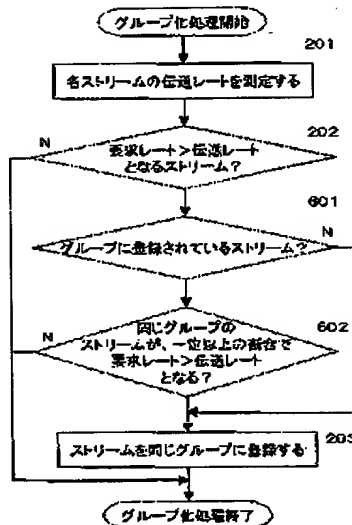 グループ化処理開始
201
各ストリームの伝送レートを測定する
202
N
要求レート>伝送レート
となるストリーム?
601
グループに登録されているストリーム?
N
602
N
同じグループの
ストリームが、一定以上の割合で
要求レート>伝送レート
となる?
203
ストリームを同じグループに登録する
グループ化処理終了